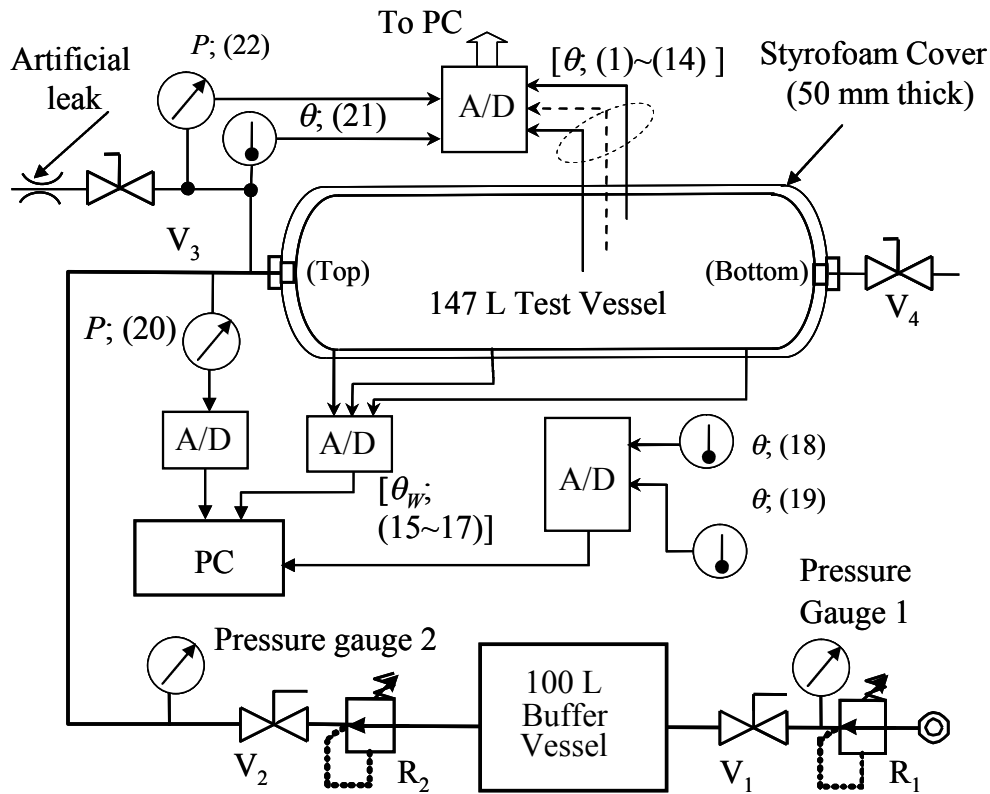 To PC
P; (22)
[θ; (1)~(14) ]
Artificial
leak
Styrofoam Cover
(50 mm thick)
A/D
θ; (21)
V3
(Top)
(Bottom)
147 L Test Vessel
V4
P; (20)
A/D
A/D
A/D
θ; (18)
[θW;
(15~17)]
θ; (19)
PC
Pressure
Gauge 1
Pressure gauge 2
100 L
Buffer
Vessel
V2
R2
V1
R1